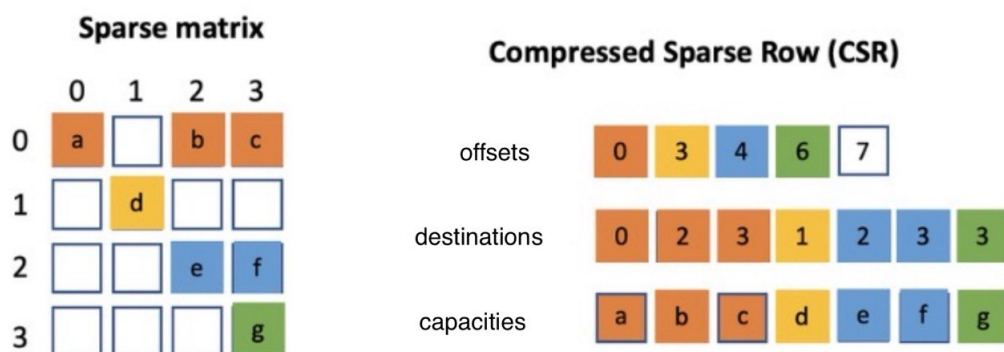 Sparse matrix
0 1 2 3
0 a b c
1 d
2 e f
3 g
Compressed Sparse Row (CSR)
offsets 0 3 4 6 7
destinations 0 2 3 1 2 3 3
capacities a b c d e f g